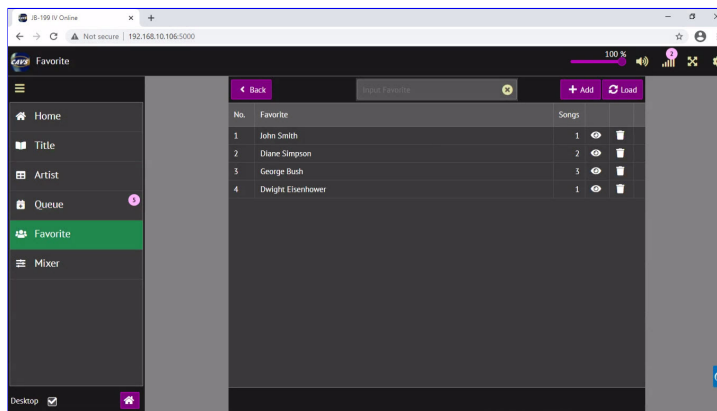 JB-199 IV Online
Not secure | 192.168.10.106:5000
CAVS Favorite 100 % 2
Back Input Favorite Add Load
Home
Title
Artist
Queue 5
Favorite
Mixer
No. Favorite Songs
1 John Smith 1
2 Diane Simpson 2
3 George Bush 3
4 Dwight Eisenhower 1
Desktop